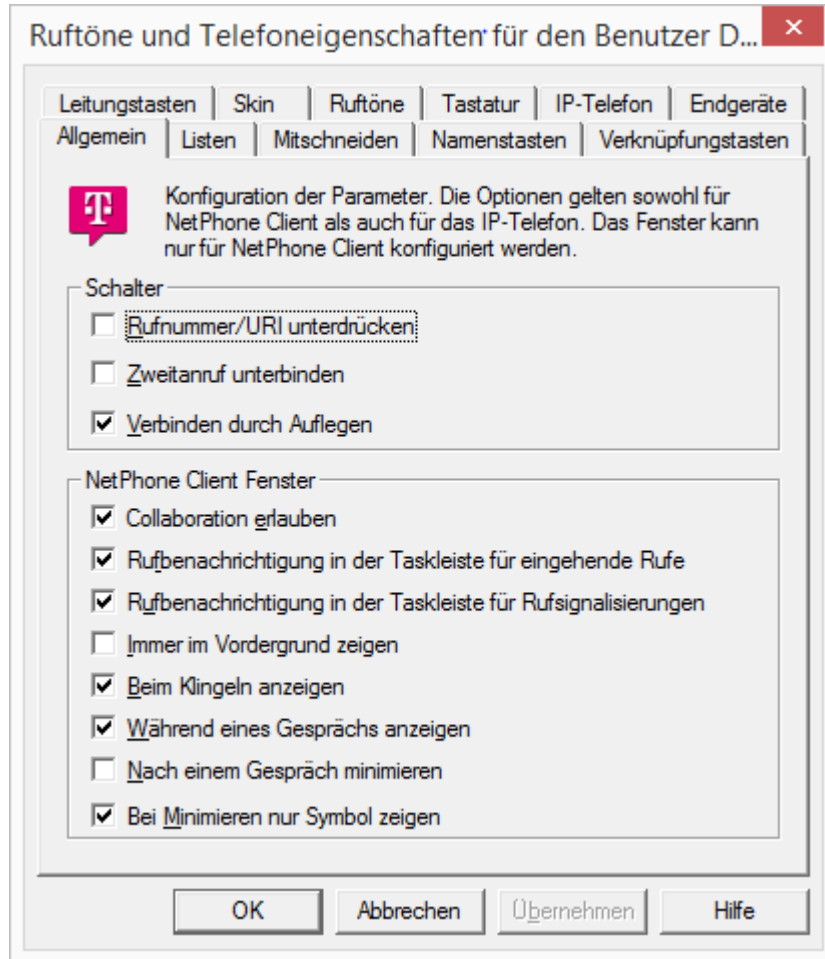 Ruftöne und Telefoneigenschaften für den Benutzer D...
Leitungstasten Skin Ruftöne Tastatur IP-Telefon Endgeräte
Allgemein Listen Mitschneiden Namenstasten Verknüpfungstasten
Konfiguration der Parameter. Die Optionen gelten sowohl für
NetPhone Client als auch für das IP-Telefon. Das Fenster kann
nur für NetPhone Client konfiguriert werden.
Schalter
Rufnummer/URI unterdrücken
Zweitanruf unterbinden
Verbinden durch Auflegen
NetPhone Client Fenster
Collaboration erlauben
Rufbenachrichtigung in der Taskleiste für eingehende Rufe
Rufbenachrichtigung in der Taskleiste für Rufsignalisierungen
Immer im Vordergrund zeigen
Beim Klingeln anzeigen
Während eines Gesprächs anzeigen
Nach einem Gespräch minimieren
Bei Minimieren nur Symbol zeigen
OK Abbrechen Übernehmen Hilfe